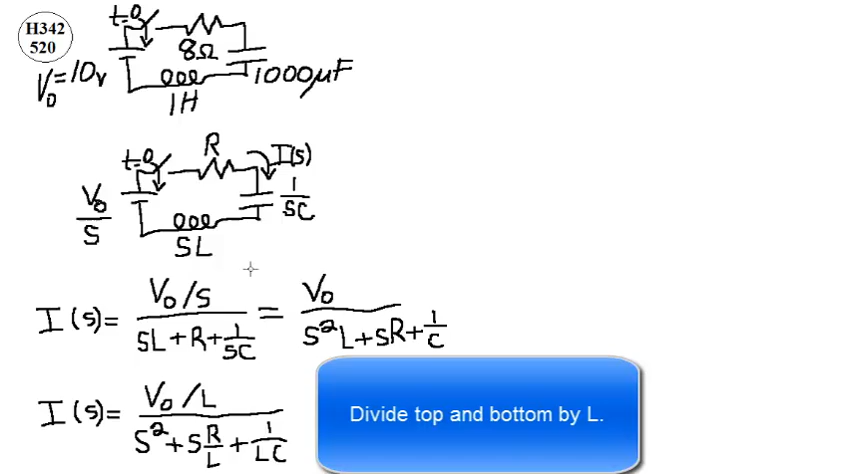 H342
520
t=0
8Ω
V₀=10v
1000μF
1H
t=0
R
I(s)
V₀/S
1/SC
SL
I(s)= (V₀/S)/(SL+R+1/SC) = V₀/(S²L+SR+1/C)
I(s)= (V₀/L)/(S²+S R/L+1/LC)
Divide top and bottom by L.